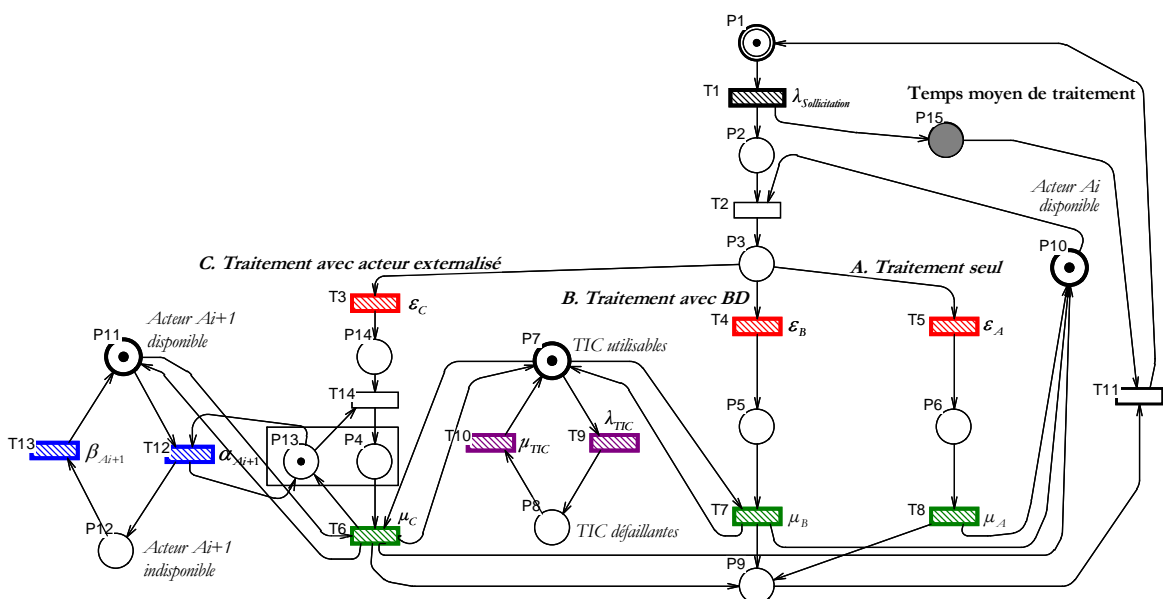 P1
T1
λSollicitation
Temps moyen de traitement
P15
P2
Acteur Ai
disponible
T2
P10
P3
C. Traitement avec acteur externalisé
A. Traitement seul
B. Traitement avec BD
T3
εC
T4
εB
T5
εA
Acteur Ai+1
disponible
P11
P14
P7
TIC utilisables
T14
T11
P5
P6
λTIC
T13
βAi+1
T12
αAi+1
P13
P4
T10
μTIC
T9
P8
TIC défaillantes
P12
Acteur Ai+1
indisponible
T6
μC
T7
μB
T8
μA
P9